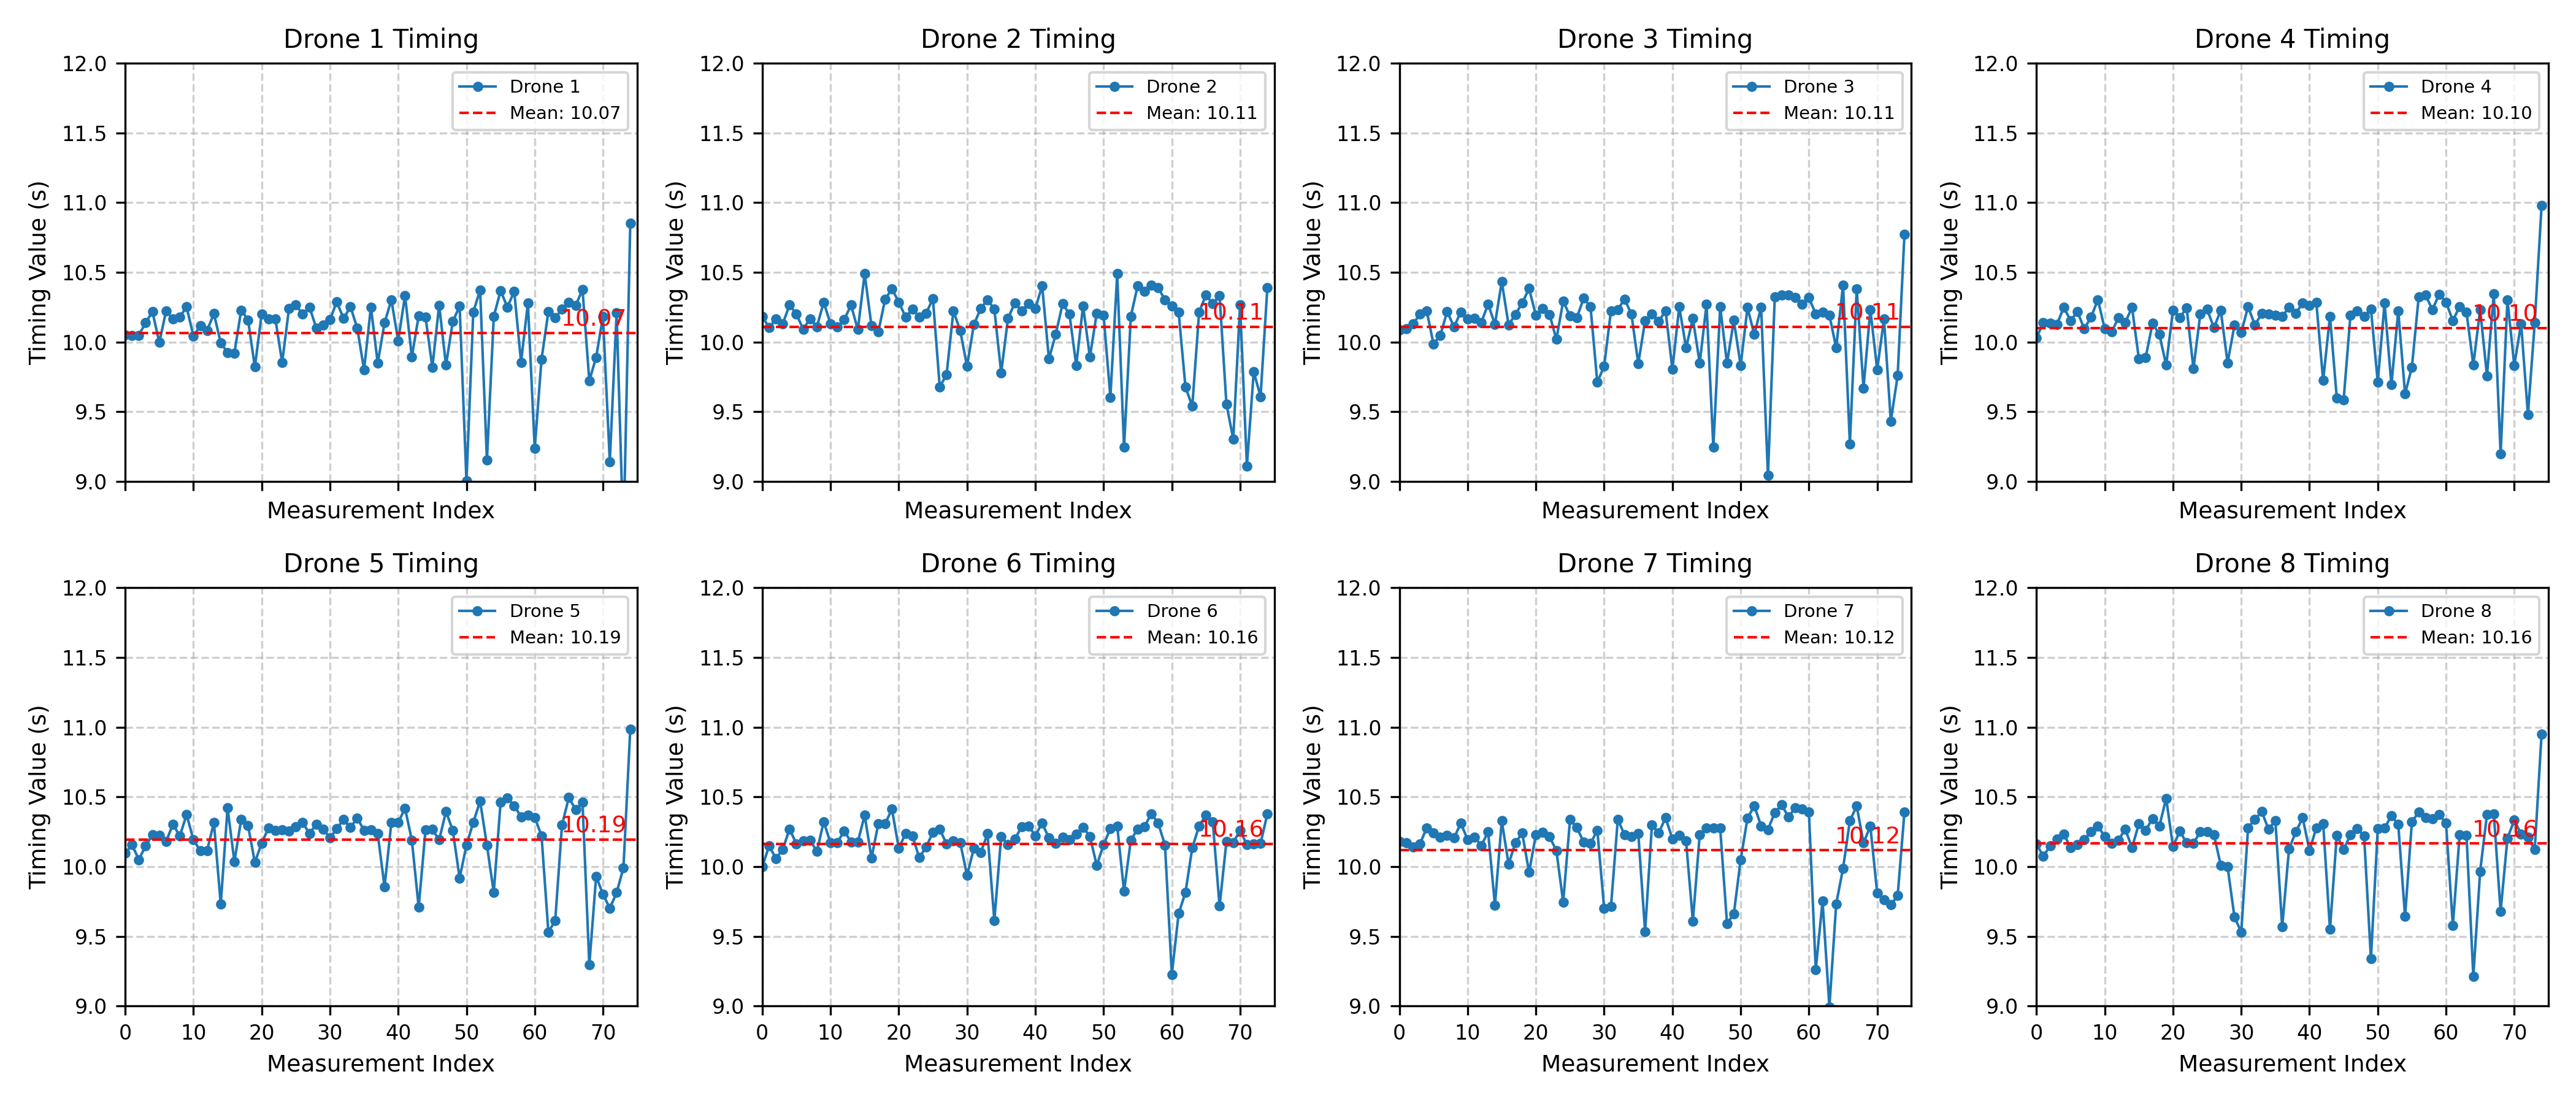 Drone 1 Timing
12.0
11.5
11.0
10.5
10.0
9.5
9.0
Timing Value (s)
Measurement Index
Drone 1
Mean: 10.07
10.07
Drone 2 Timing
12.0
11.5
11.0
10.5
10.0
9.5
9.0
Timing Value (s)
Measurement Index
Drone 2
Mean: 10.11
10.11
Drone 3 Timing
12.0
11.5
11.0
10.5
10.0
9.5
9.0
Timing Value (s)
Measurement Index
Drone 3
Mean: 10.11
10.11
Drone 4 Timing
12.0
11.5
11.0
10.5
10.0
9.5
9.0
Timing Value (s)
Measurement Index
Drone 4
Mean: 10.10
10.10
Drone 5 Timing
12.0
11.5
11.0
10.5
10.0
9.5
9.0
Timing Value (s)
0 10 20 30 40 50 60 70
Measurement Index
Drone 5
Mean: 10.19
10.19
Drone 6 Timing
12.0
11.5
11.0
10.5
10.0
9.5
9.0
Timing Value (s)
0 10 20 30 40 50 60 70
Measurement Index
Drone 6
Mean: 10.16
10.16
Drone 7 Timing
12.0
11.5
11.0
10.5
10.0
9.5
9.0
Timing Value (s)
0 10 20 30 40 50 60 70
Measurement Index
Drone 7
Mean: 10.12
10.12
Drone 8 Timing
12.0
11.5
11.0
10.5
10.0
9.5
9.0
Timing Value (s)
0 10 20 30 40 50 60 70
Measurement Index
Drone 8
Mean: 10.16
10.16